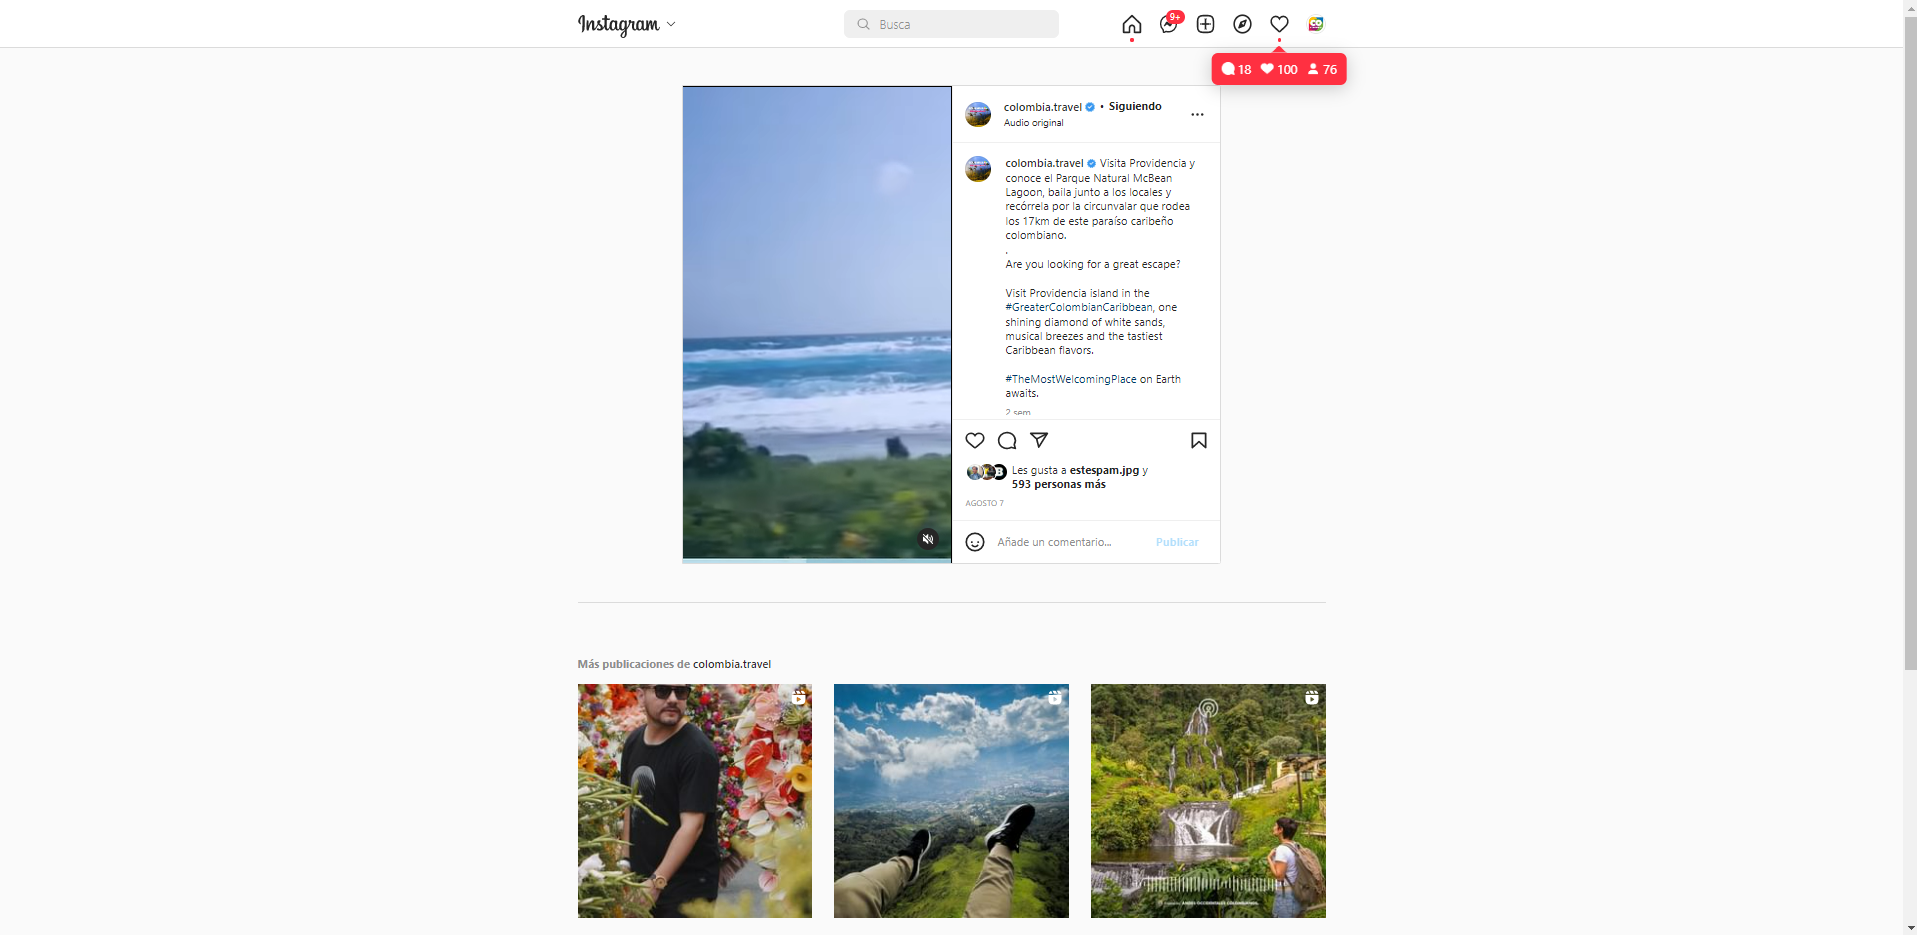 Instagram
Busca
9+
18 100 76
colombia.travel • Siguiendo
Audio original
colombia.travel Visita Providencia y
conoce el Parque Natural McBean
Lagoon, baila junto a los locales y
recórrela por la circunvalar que rodea
los 17km de este paraíso caribeño
colombiano.
.
Are you looking for a great escape?
Visit Providencia island in the
#GreaterColombianCaribbean, one
shining diamond of white sands,
musical breezes and the tastiest
Caribbean flavors.
#TheMostWelcomingPlace on Earth
awaits.
2 sem
Les gusta a estespam.jpg y
593 personas más
AGOSTO 7
Añade un comentario...
Publicar
Más publicaciones de colombia.travel